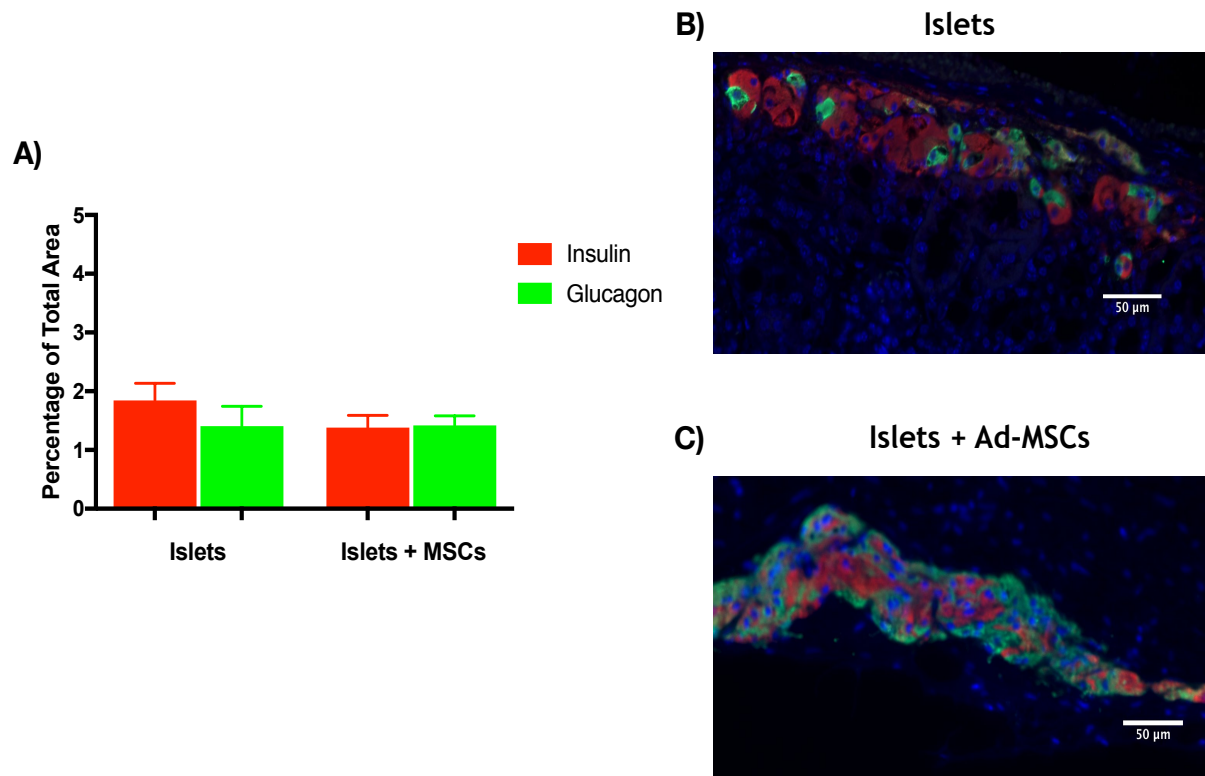 A)
Percentage of Total Area
5
4
3
2
1
0
Islets
Islets + MSCs
Insulin
Glucagon
B)
Islets
50 µm
C)
Islets + Ad-MSCs
50 µm